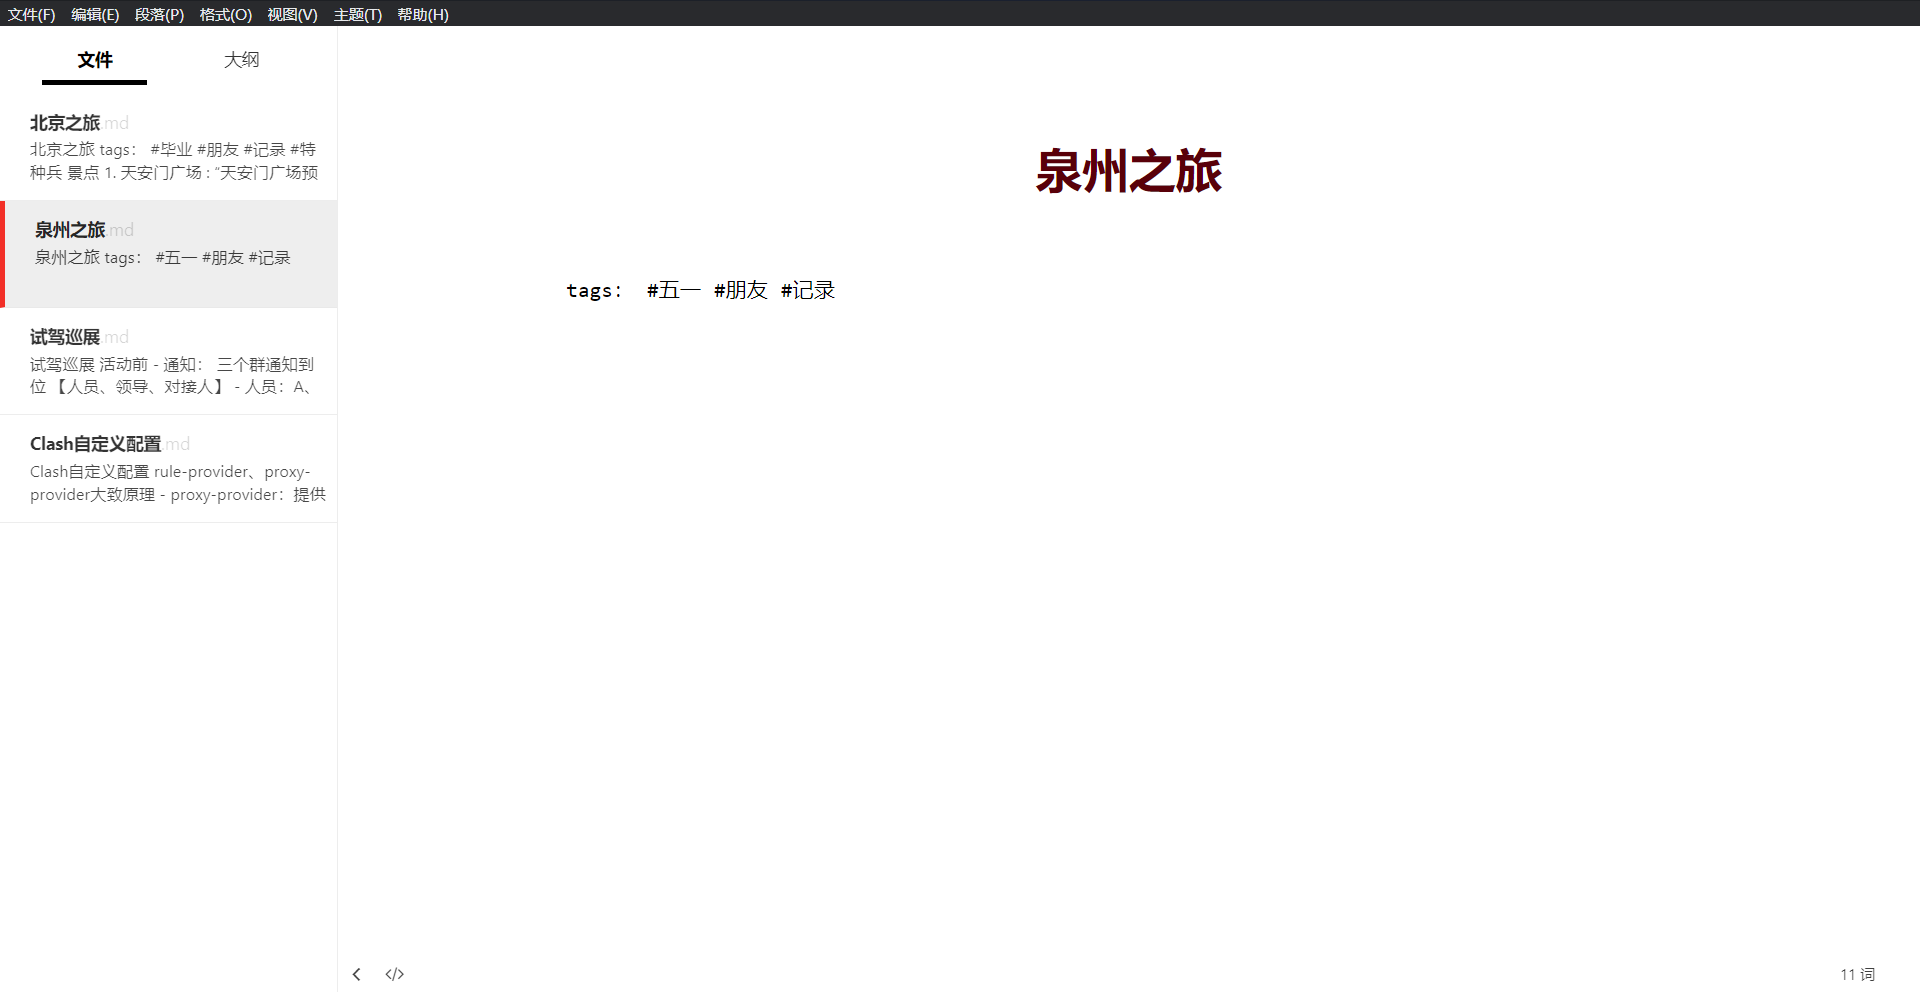 文件(F) 编辑(E) 段落(P) 格式(O) 视图(V) 主题(T) 帮助(H)
文件 大纲
北京之旅.md
北京之旅 tags： #毕业 #朋友 #记录 #特
种兵 景点 1. 天安门广场 : “天安门广场预
泉州之旅.md
泉州之旅 tags： #五一 #朋友 #记录
试驾巡展.md
试驾巡展 活动前 - 通知： 三个群通知到
位 【人员、领导、对接人】 - 人员：A、
Clash自定义配置.md
Clash自定义配置 rule-provider、proxy-
provider大致原理 - proxy-provider：提供
泉州之旅
tags： #五一 #朋友 #记录
</> 11 词